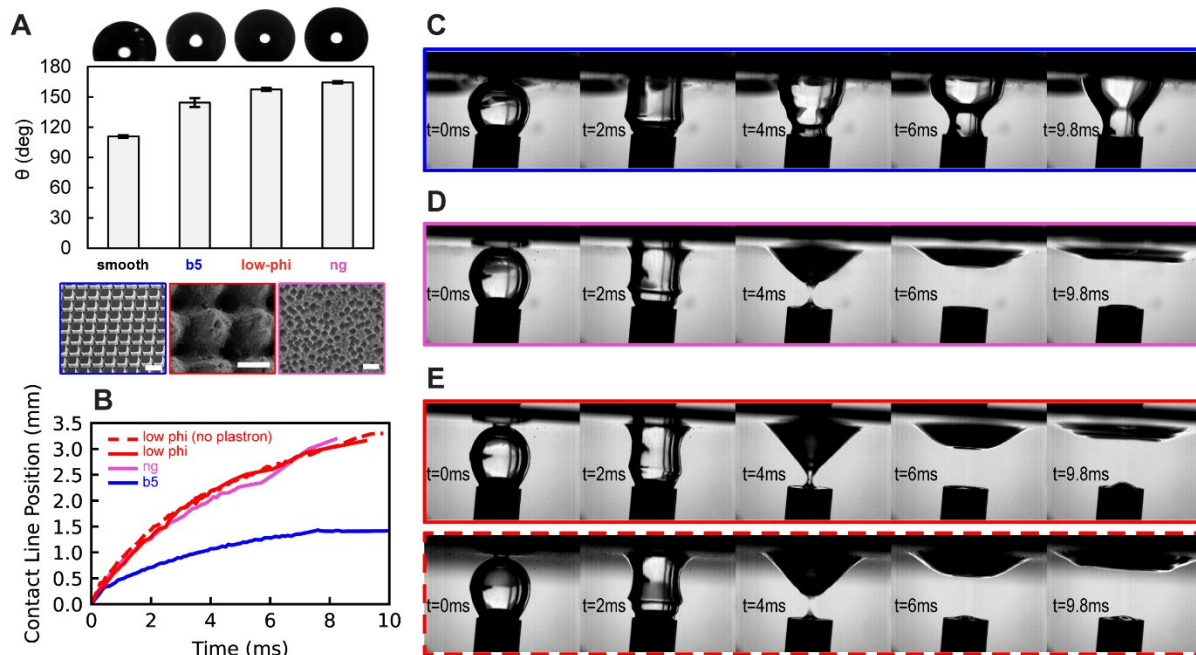 A
θ (deg)
180
150
120
90
60
30
0
smooth b5 low-phi ng
B
Contact Line Position (mm)
3.5
3.0
2.5
2.0
1.5
1.0
0.5
0.0
low phi (no plastron)
low phi
ng
b5
0 2 4 6 8 10
Time (ms)
C
t=0ms t=2ms t=4ms t=6ms t=9.8ms
D
t=0ms t=2ms t=4ms t=6ms t=9.8ms
E
t=0ms t=2ms t=4ms t=6ms t=9.8ms
t=0ms t=2ms t=4ms t=6ms t=9.8ms